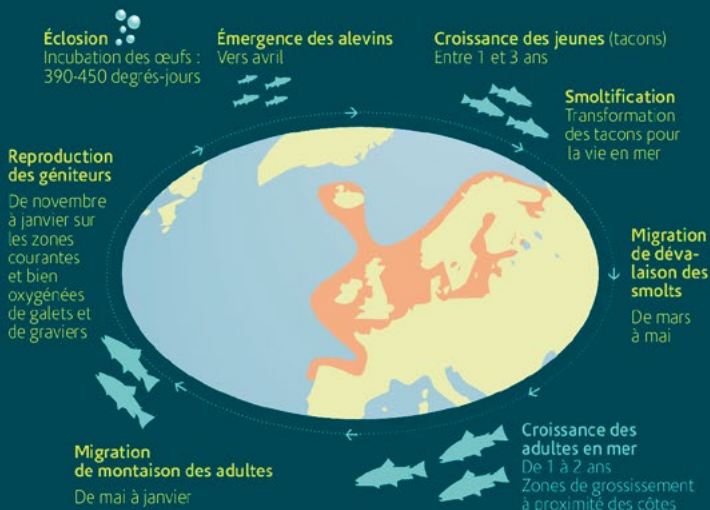 Éclosion
Incubation des œufs :
390-450 degrés-jours
Émergence des alevins
Vers avril
Croissance des jeunes (tacons)
Entre 1 et 3 ans
Smoltification
Transformation
des tacons pour
la vie en mer
Migration
de déva-
laison des
smolts
De mars
à mai
Croissance des
adultes en mer
De 1 à 2 ans
Zones de grossissement
à proximité des côtes
Migration
de montaison des adultes
De mai à janvier
Reproduction
des géniteurs
De novembre
à janvier sur
les zones
courantes
et bien
oxygénées
de galets et
de graviers